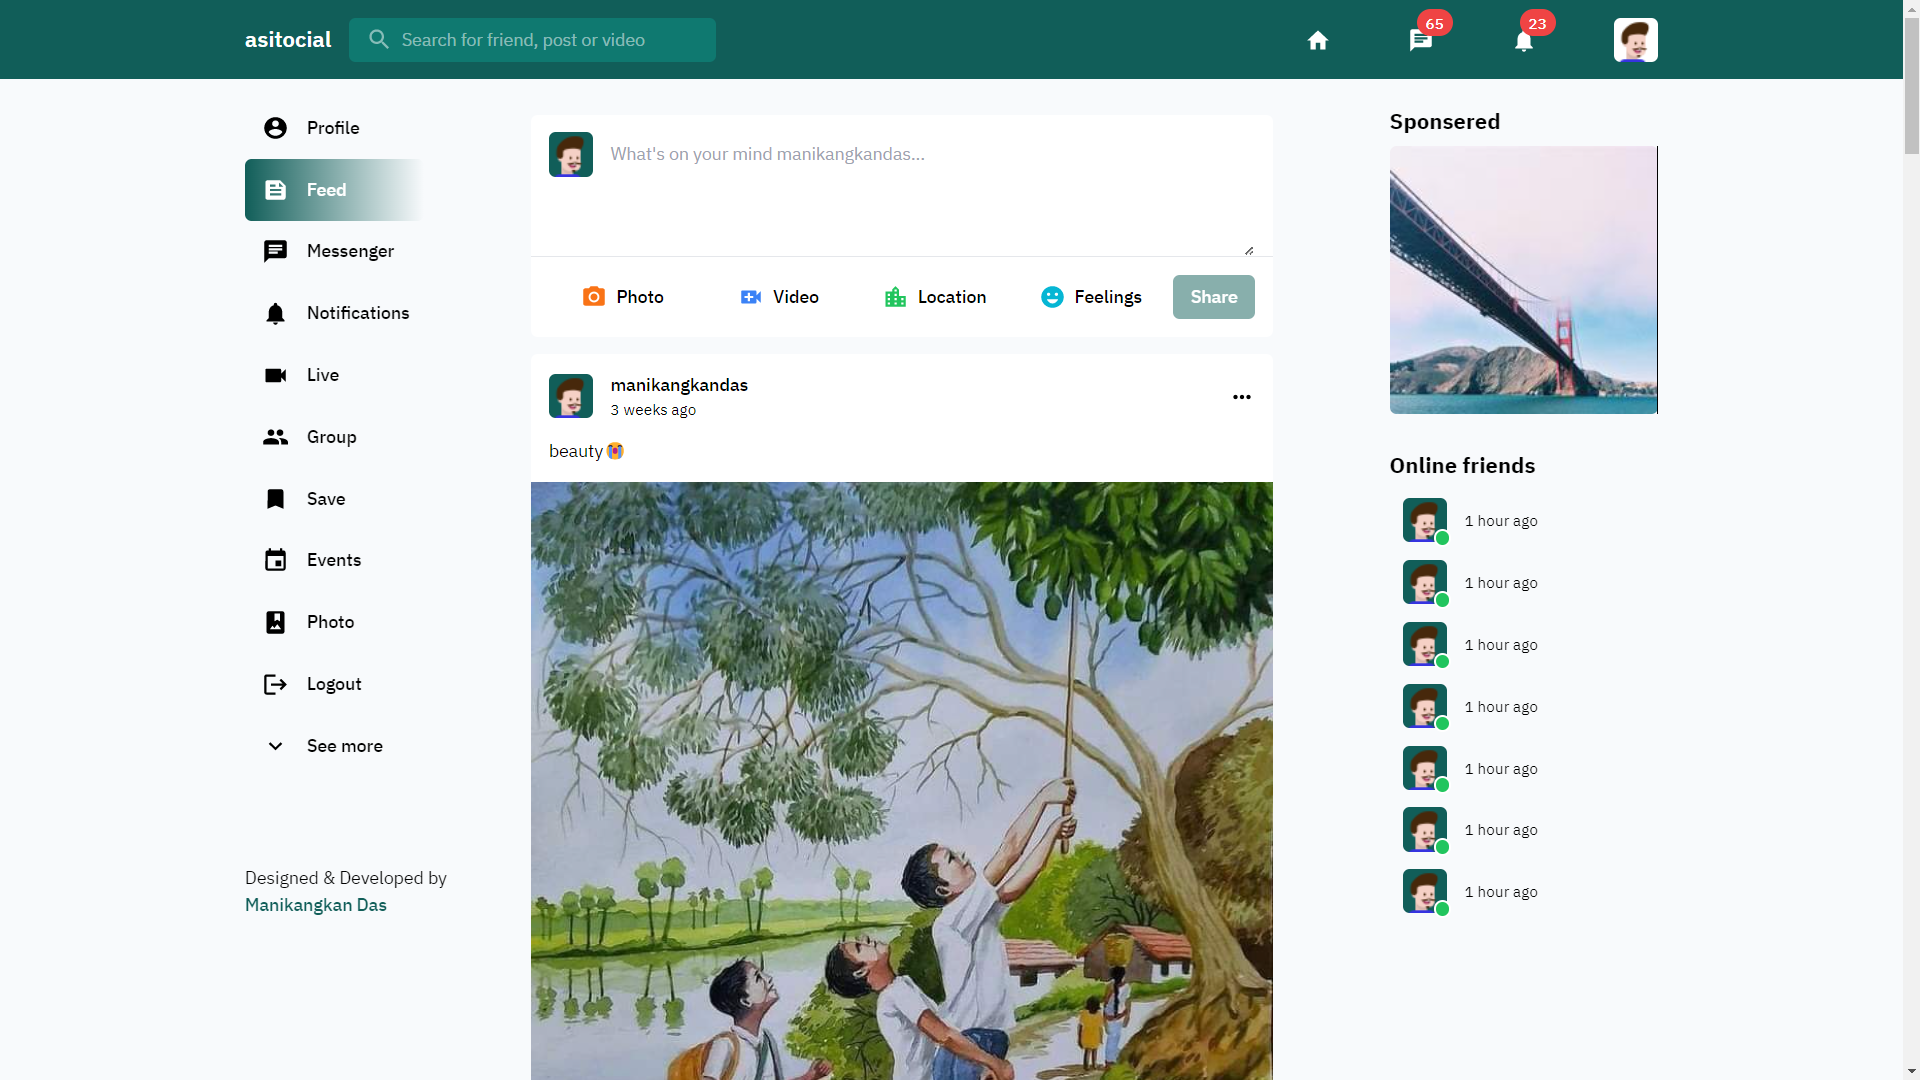 asitocial
Search for friend, post or video
65
23
Profile
Feed
Messenger
Notifications
Live
Group
Save
Events
Photo
Logout
See more
Designed & Developed by
Manikangkan Das
What's on your mind manikangkandas...
Photo
Video
Location
Feelings
Share
manikangkandas
3 weeks ago
beauty😭
Sponsered
Online friends
1 hour ago
1 hour ago
1 hour ago
1 hour ago
1 hour ago
1 hour ago
1 hour ago